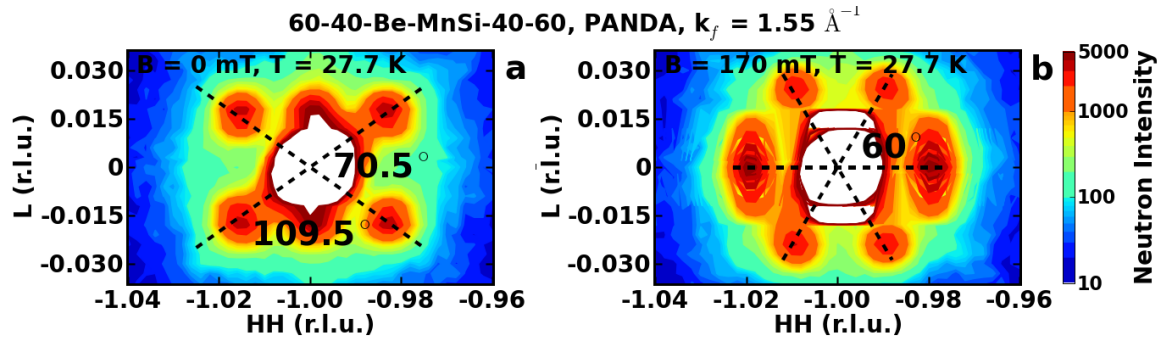 60-40-Be-MnSi-40-60, PANDA, k_f = 1.55 Å⁻¹
B = 0 mT, T = 27.7 K
a
0.030
0.015
0
-0.015
-0.030
L (r.l.u.)
70.5°
109.5°
-1.04 -1.02 -1.00 -0.98 -0.96
HH (r.l.u.)
B = 170 mT, T = 27.7 K
b
0.030
0.015
0
-0.015
-0.030
L (r.l.u.)
60°
-1.04 -1.02 -1.00 -0.98 -0.96
HH (r.l.u.)
5000
1000
100
10
Neutron Intensity